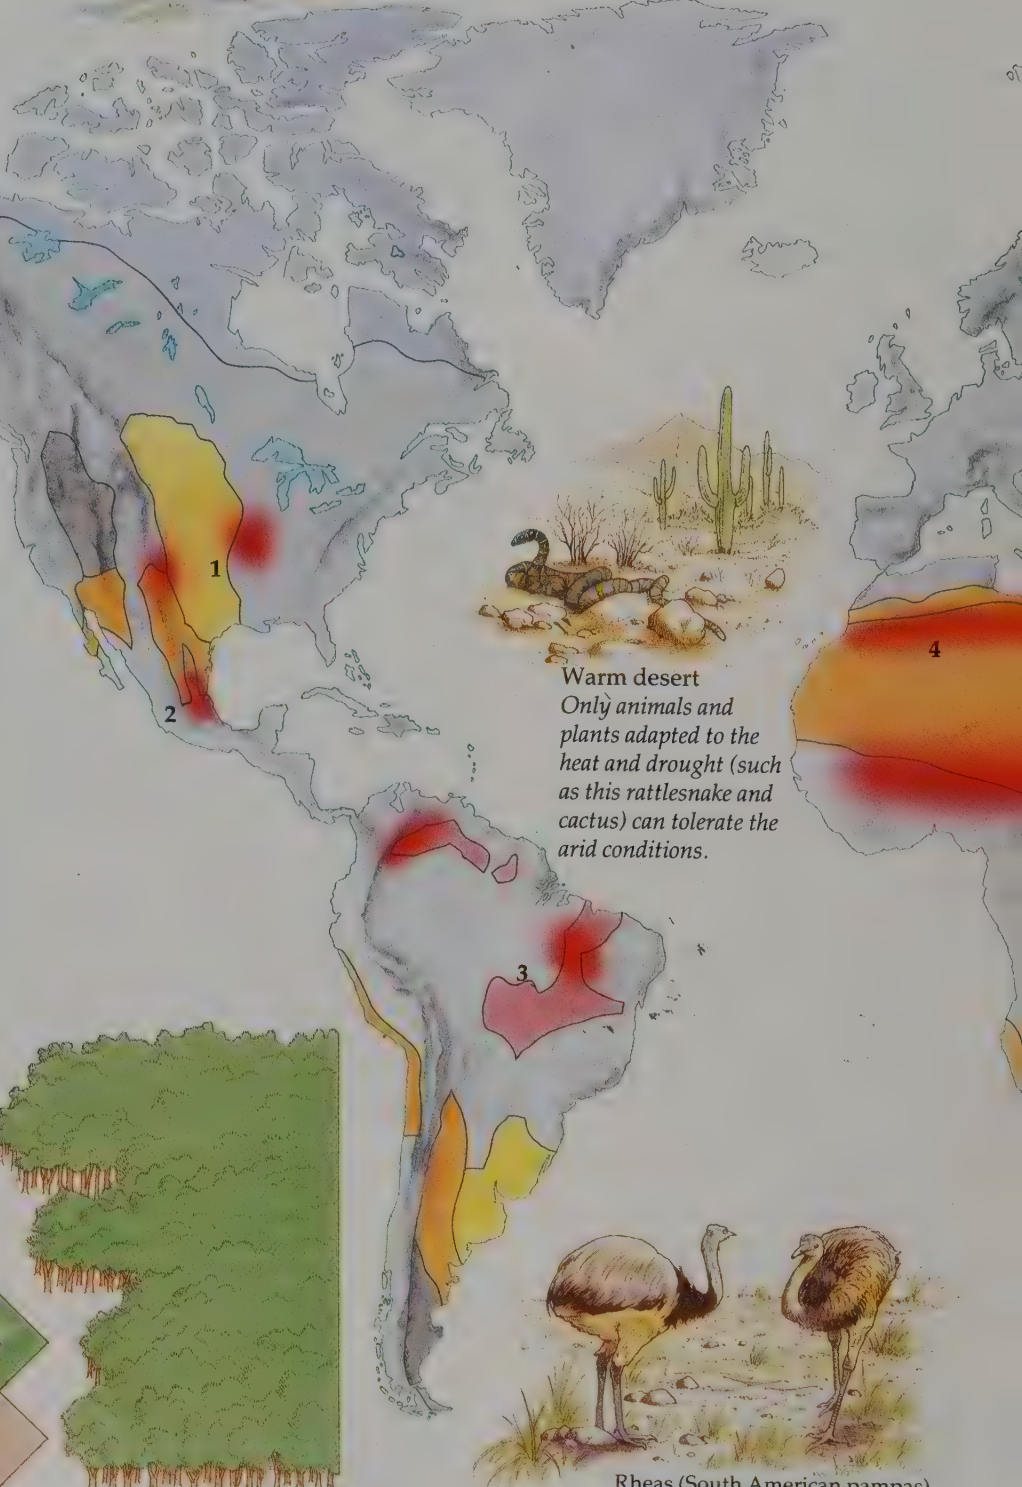 1
2
3
4
Warm desert
Only animals and
plants adapted to the
heat and drought (such
as this rattlesnake and
cactus) can tolerate the
arid conditions.
Rheas (South American pampas)